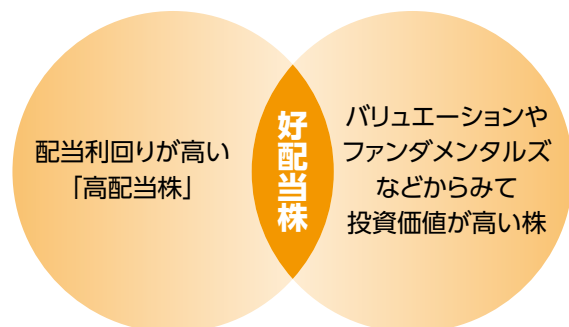 配当利回りが高い
「高配当株」
好配当株
バリュエーションや
ファンダメンタルズ
などからみて
投資価値が高い株